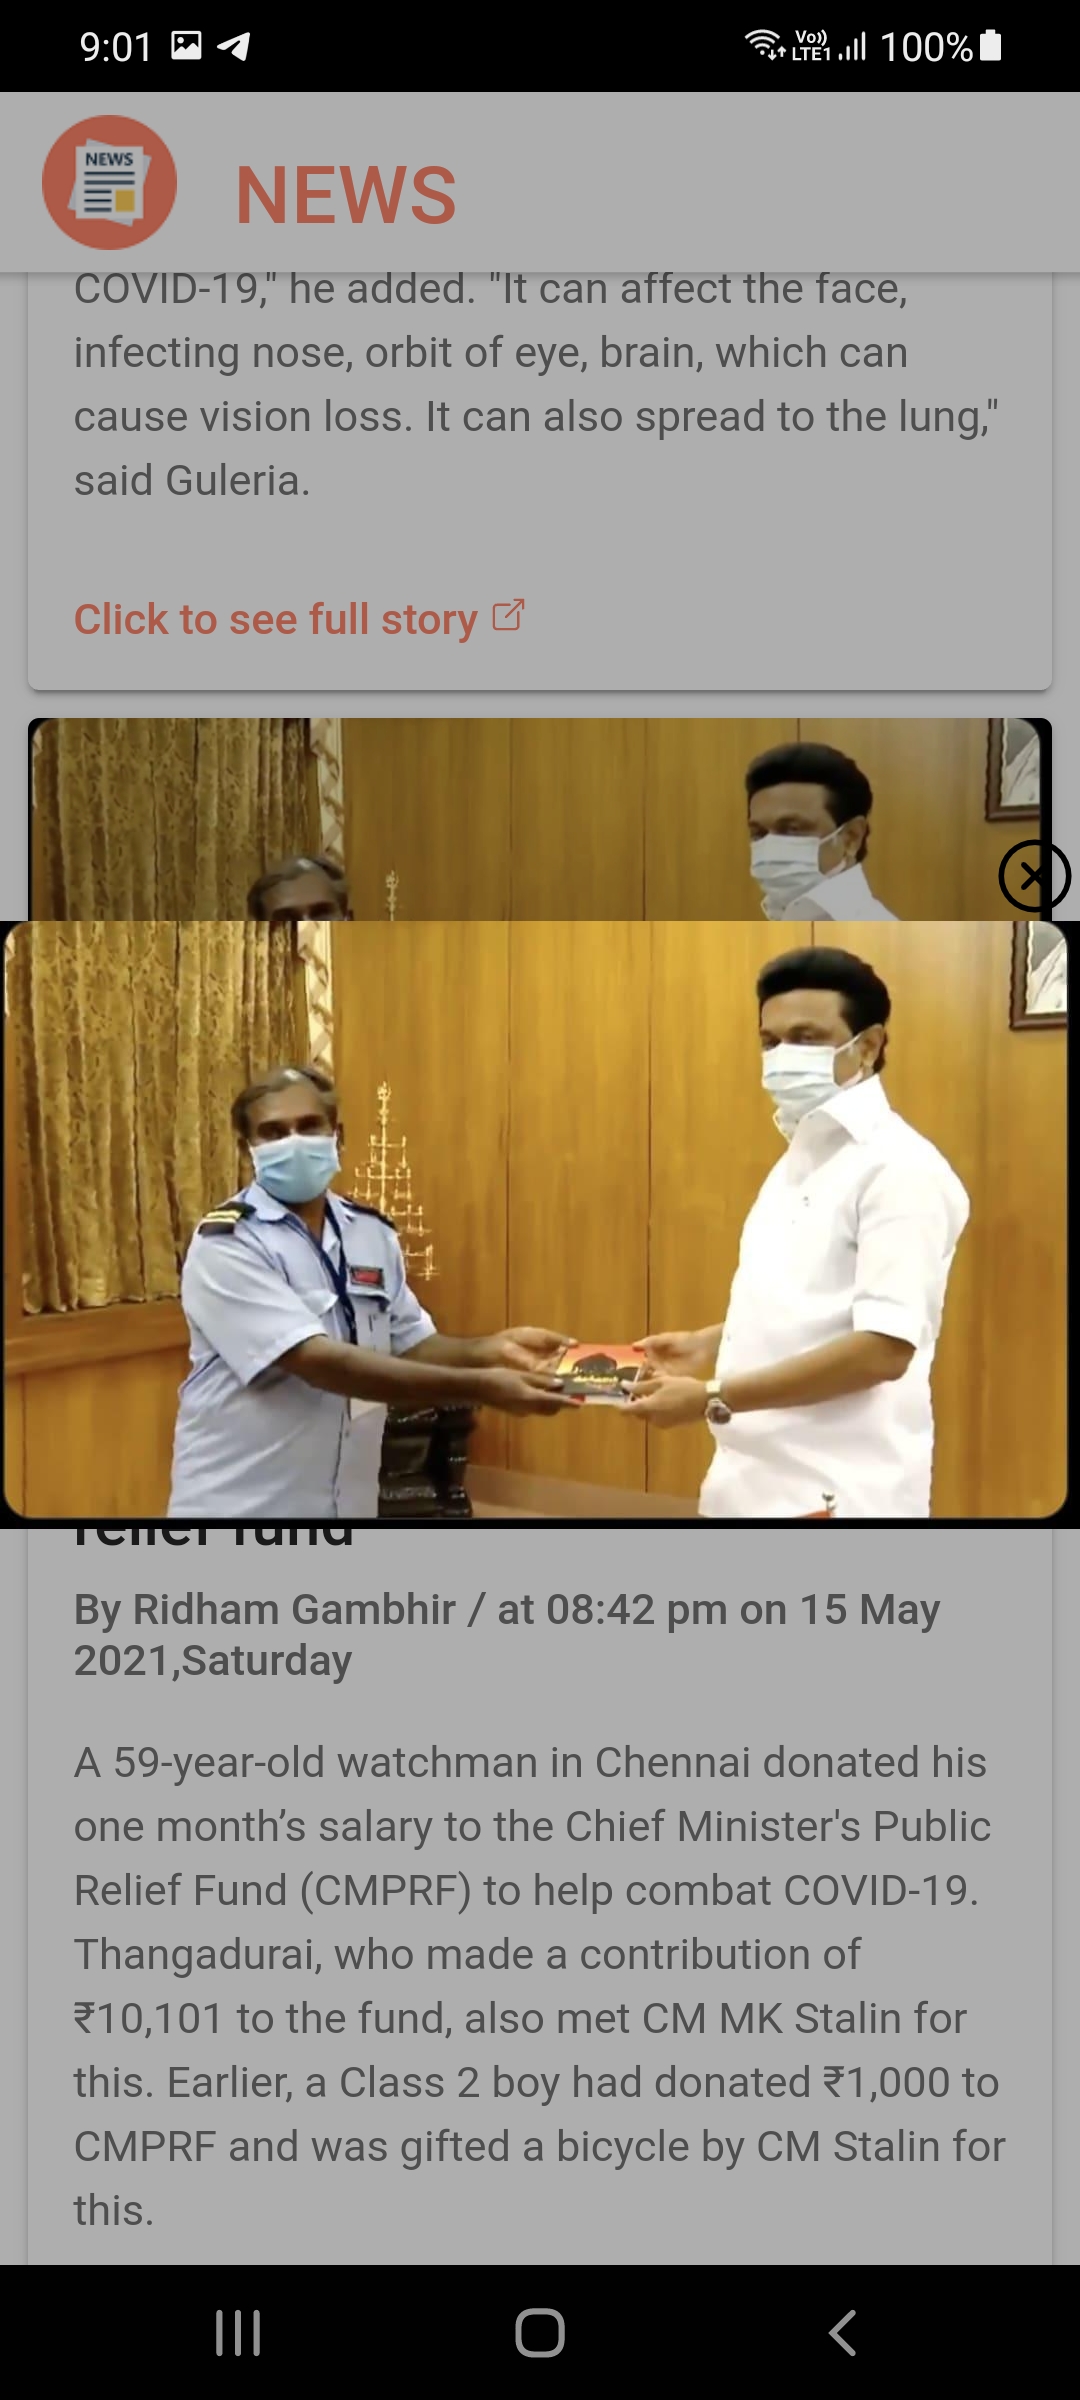 9:01
Vo))
LTE1
100%
NEWS
NEWS
COVID-19," he added. "It can affect the face,
infecting nose, orbit of eye, brain, which can
cause vision loss. It can also spread to the lung,"
said Guleria.
Click to see full story
relief fund
By Ridham Gambhir / at 08:42 pm on 15 May
2021,Saturday
A 59-year-old watchman in Chennai donated his
one month’s salary to the Chief Minister's Public
Relief Fund (CMPRF) to help combat COVID-19.
Thangadurai, who made a contribution of
₹10,101 to the fund, also met CM MK Stalin for
this. Earlier, a Class 2 boy had donated ₹1,000 to
CMPRF and was gifted a bicycle by CM Stalin for
this.